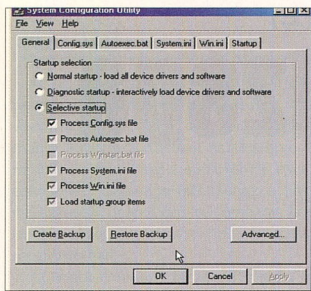 System Configuration Utility
File View Help
General Config.sys Autoexec.bat System.ini Win.ini Startup
Startup selection
Normal startup - load all device drivers and software
Diagnostic startup - interactively load device drivers and software
Selective startup
Process Config.sys file
Process Autoexec.bat file
Process Winstart.bat file
Process System.ini file
Process Win.ini file
Load startup group items
Create Backup Restore Backup Advanced...
OK Cancel Apply